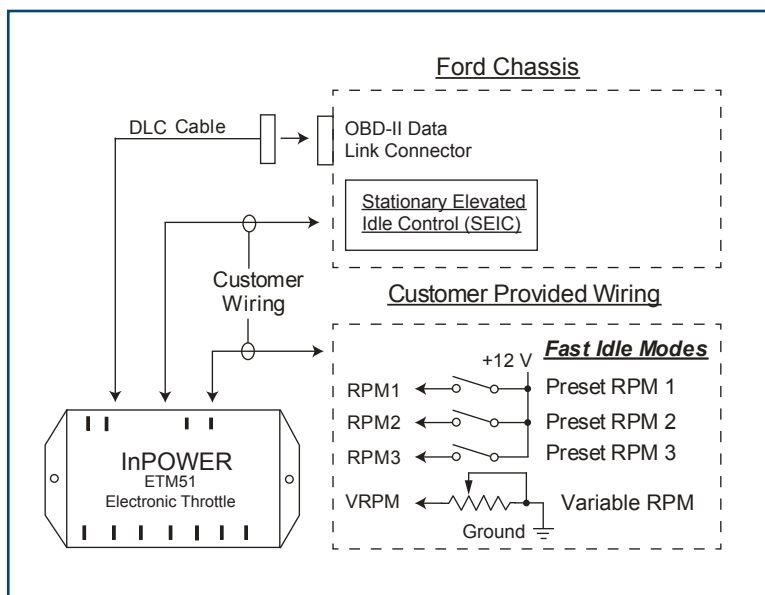 Ford Chassis
DLC Cable
OBD-II Data
Link Connector
Stationary Elevated
Idle Control (SEIC)
Customer
Wiring
Customer Provided Wiring
Fast Idle Modes
+12 V
RPM1
Preset RPM 1
RPM2
Preset RPM 2
RPM3
Preset RPM 3
VRPM
Variable RPM
Ground
InPOWER
ETM51
Electronic Throttle